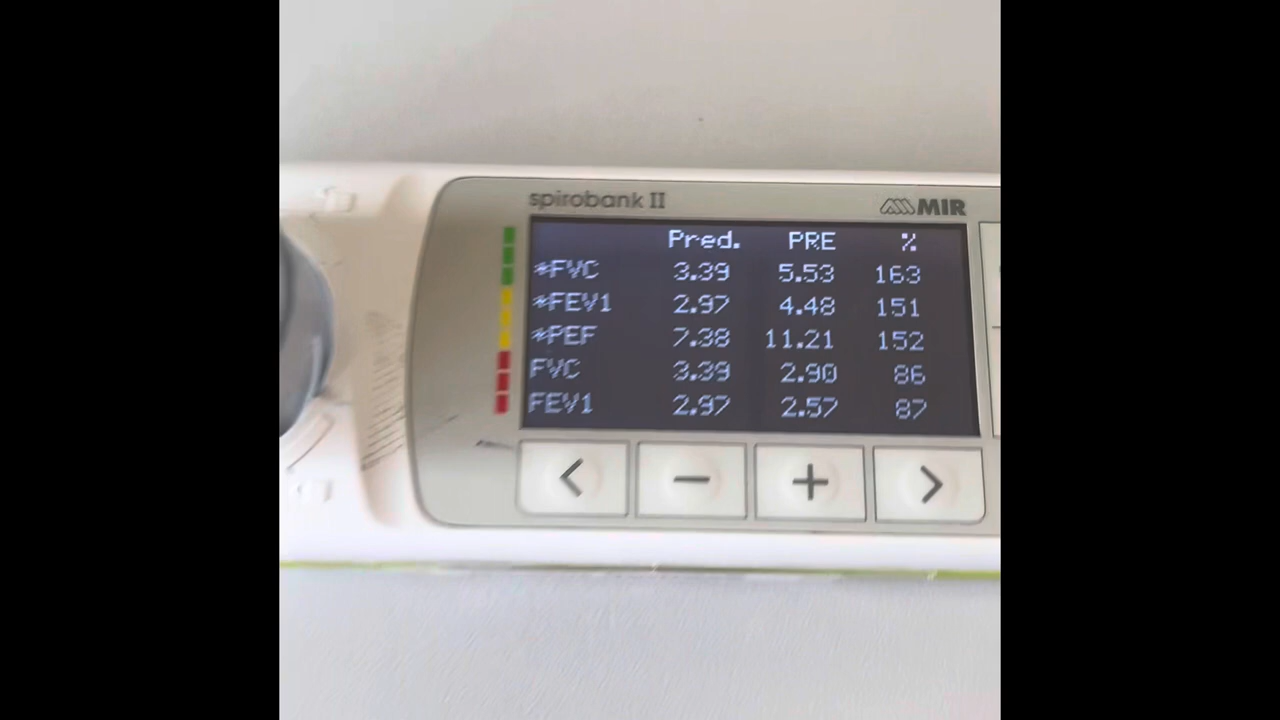 spirobank II MIR
Pred. PRE %
*FVC 3.39 5.53 163
*FEV1 2.97 4.48 151
*PEF 7.38 11.21 152
FVC 3.39 2.90 86
FEV1 2.97 2.57 87
< − + >